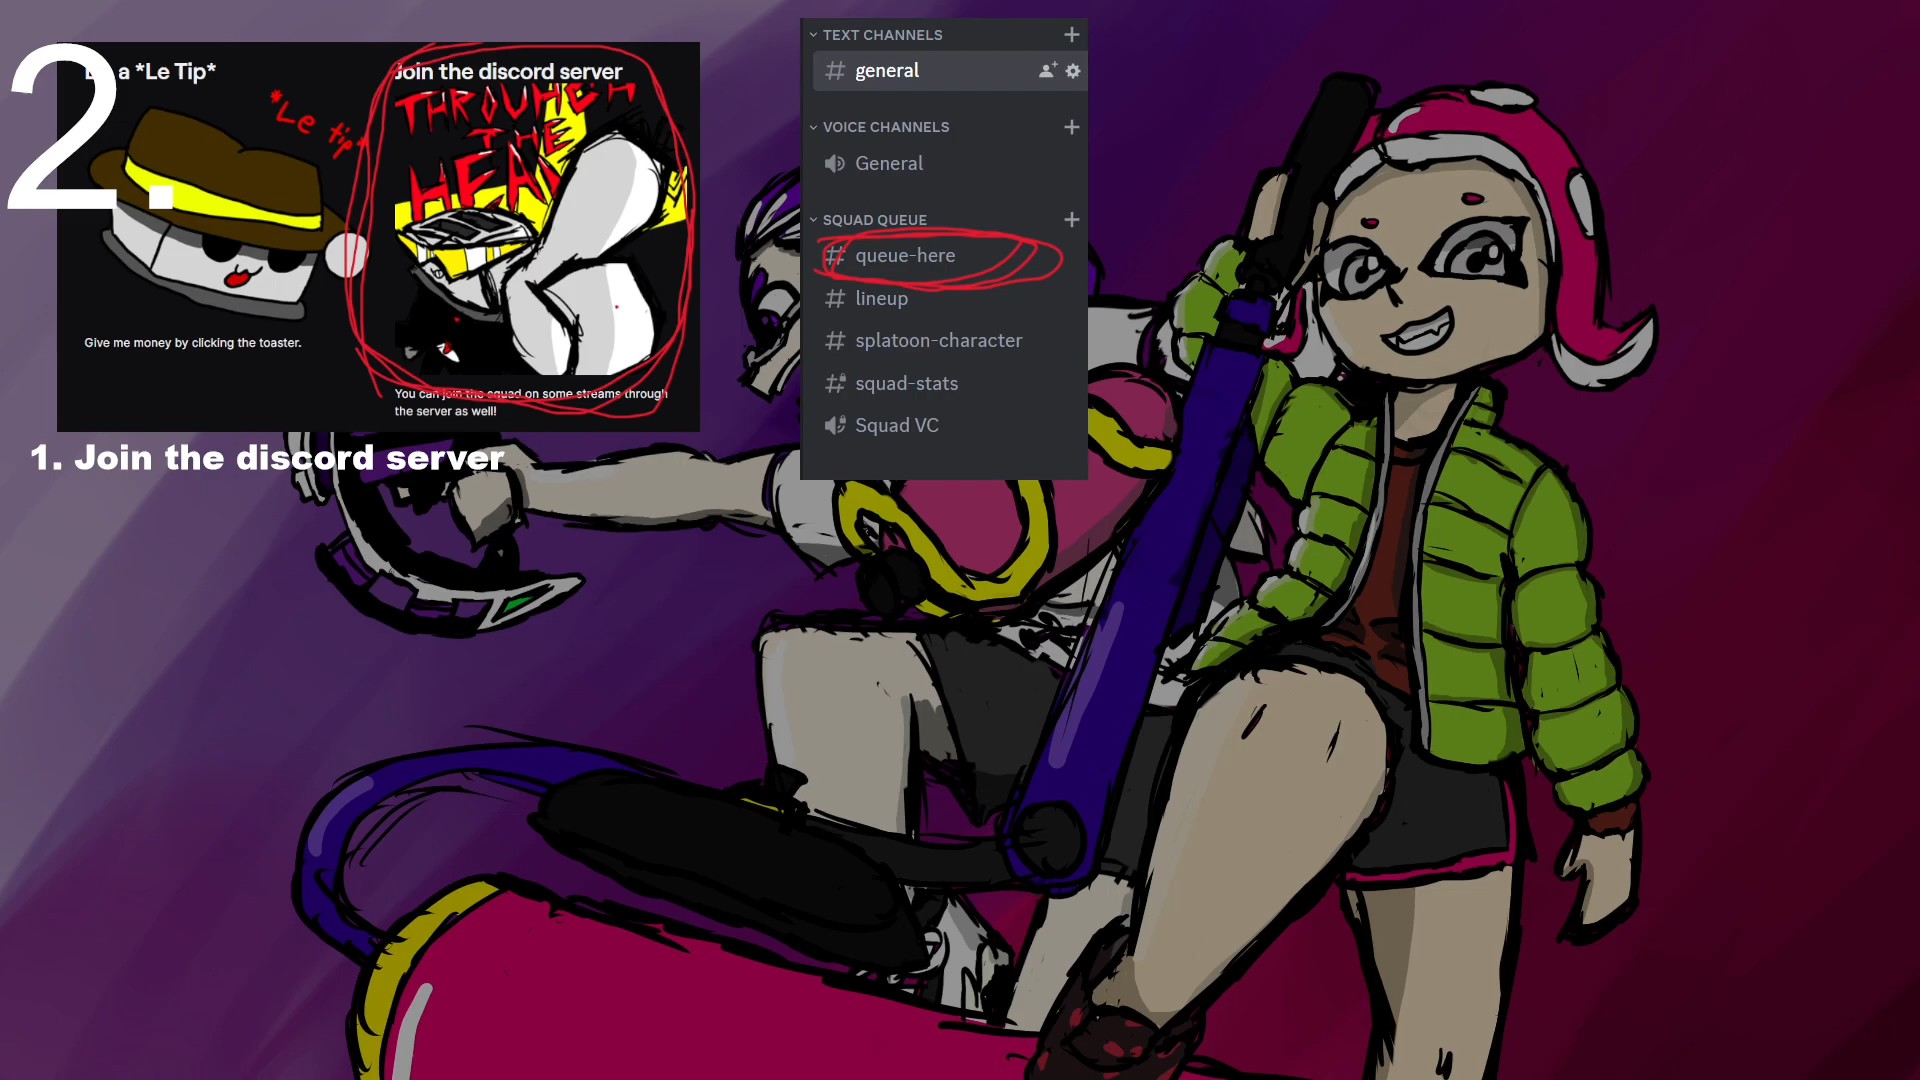 2.
a *Le Tip*
*Le tip*
Give me money by clicking the toaster.
Join the discord server
THROUGH
THE
HEAV
You can join the squad on some streams through
the server as well!
1. Join the discord server
TEXT CHANNELS
# general
VOICE CHANNELS
General
SQUAD QUEUE
# queue-here
# lineup
# splatoon-character
# squad-stats
Squad VC